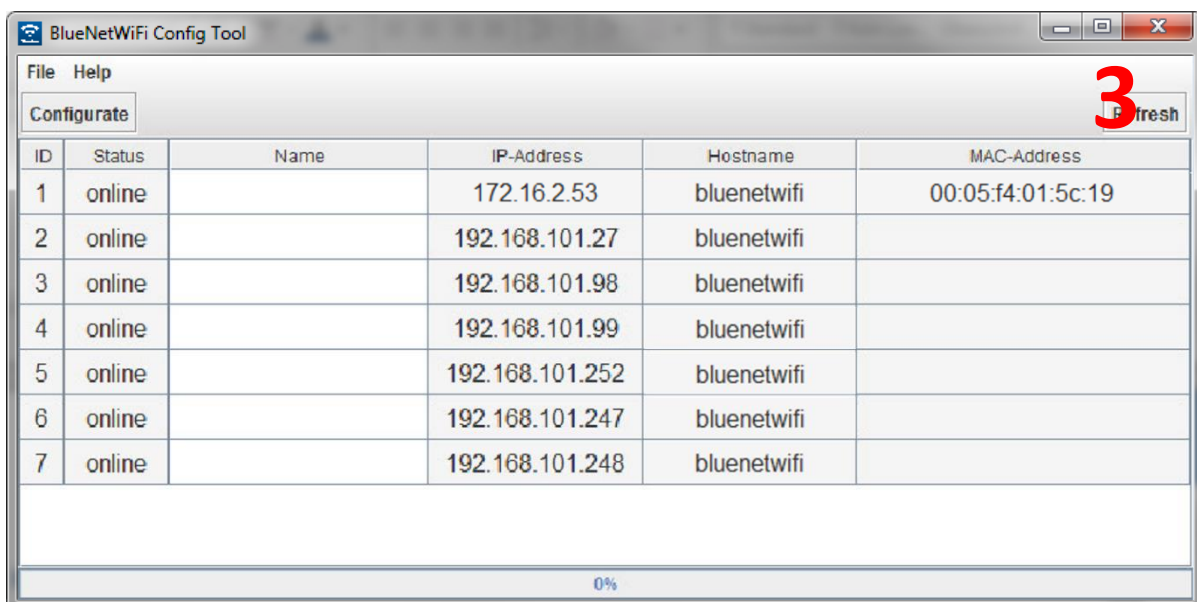 BlueNetWiFi Config Tool
File Help
Configurate 3 Refresh
ID Status Name IP-Address Hostname MAC-Address
1 online 172.16.2.53 bluenetwifi 00:05:f4:01:5c:19
2 online 192.168.101.27 bluenetwifi
3 online 192.168.101.98 bluenetwifi
4 online 192.168.101.99 bluenetwifi
5 online 192.168.101.252 bluenetwifi
6 online 192.168.101.247 bluenetwifi
7 online 192.168.101.248 bluenetwifi
0%